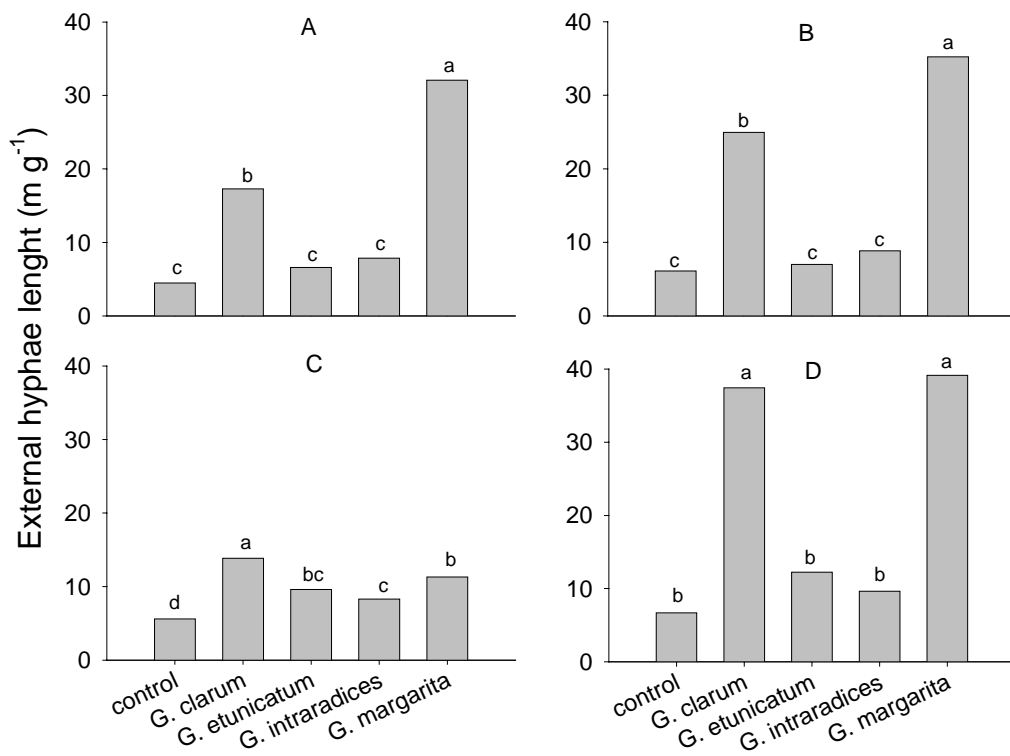 External hyphae lenght (m g-1)
A
40
30
20
10
0
c
b
c
c
a
B
40
30
20
10
0
c
b
c
c
a
C
40
30
20
10
0
d
a
bc
c
b
control
G. clarum
G. etunicatum
G. intraradices
G. margarita
D
40
30
20
10
0
b
a
b
b
a
control
G. clarum
G. etunicatum
G. intraradices
G. margarita